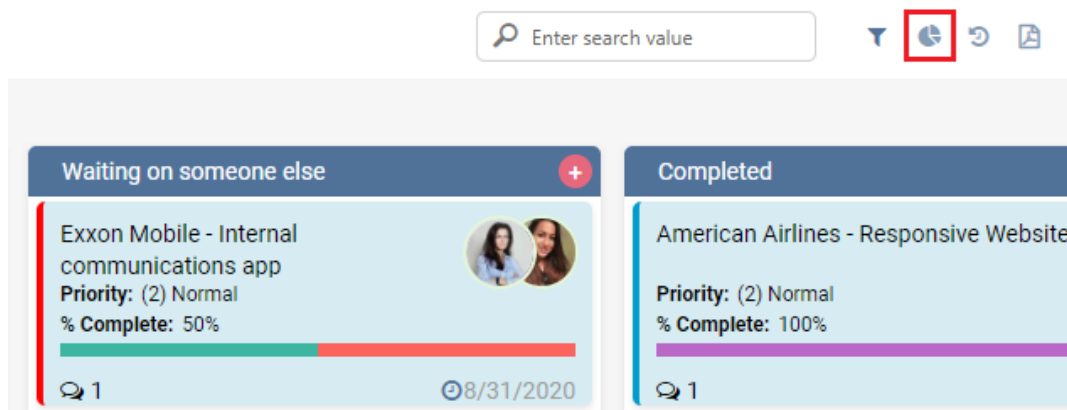 Enter search value
Waiting on someone else
Completed
Exxon Mobile - Internal
communications app
Priority: (2) Normal
% Complete: 50%
1
8/31/2020
American Airlines - Responsive Website
Priority: (2) Normal
% Complete: 100%
1